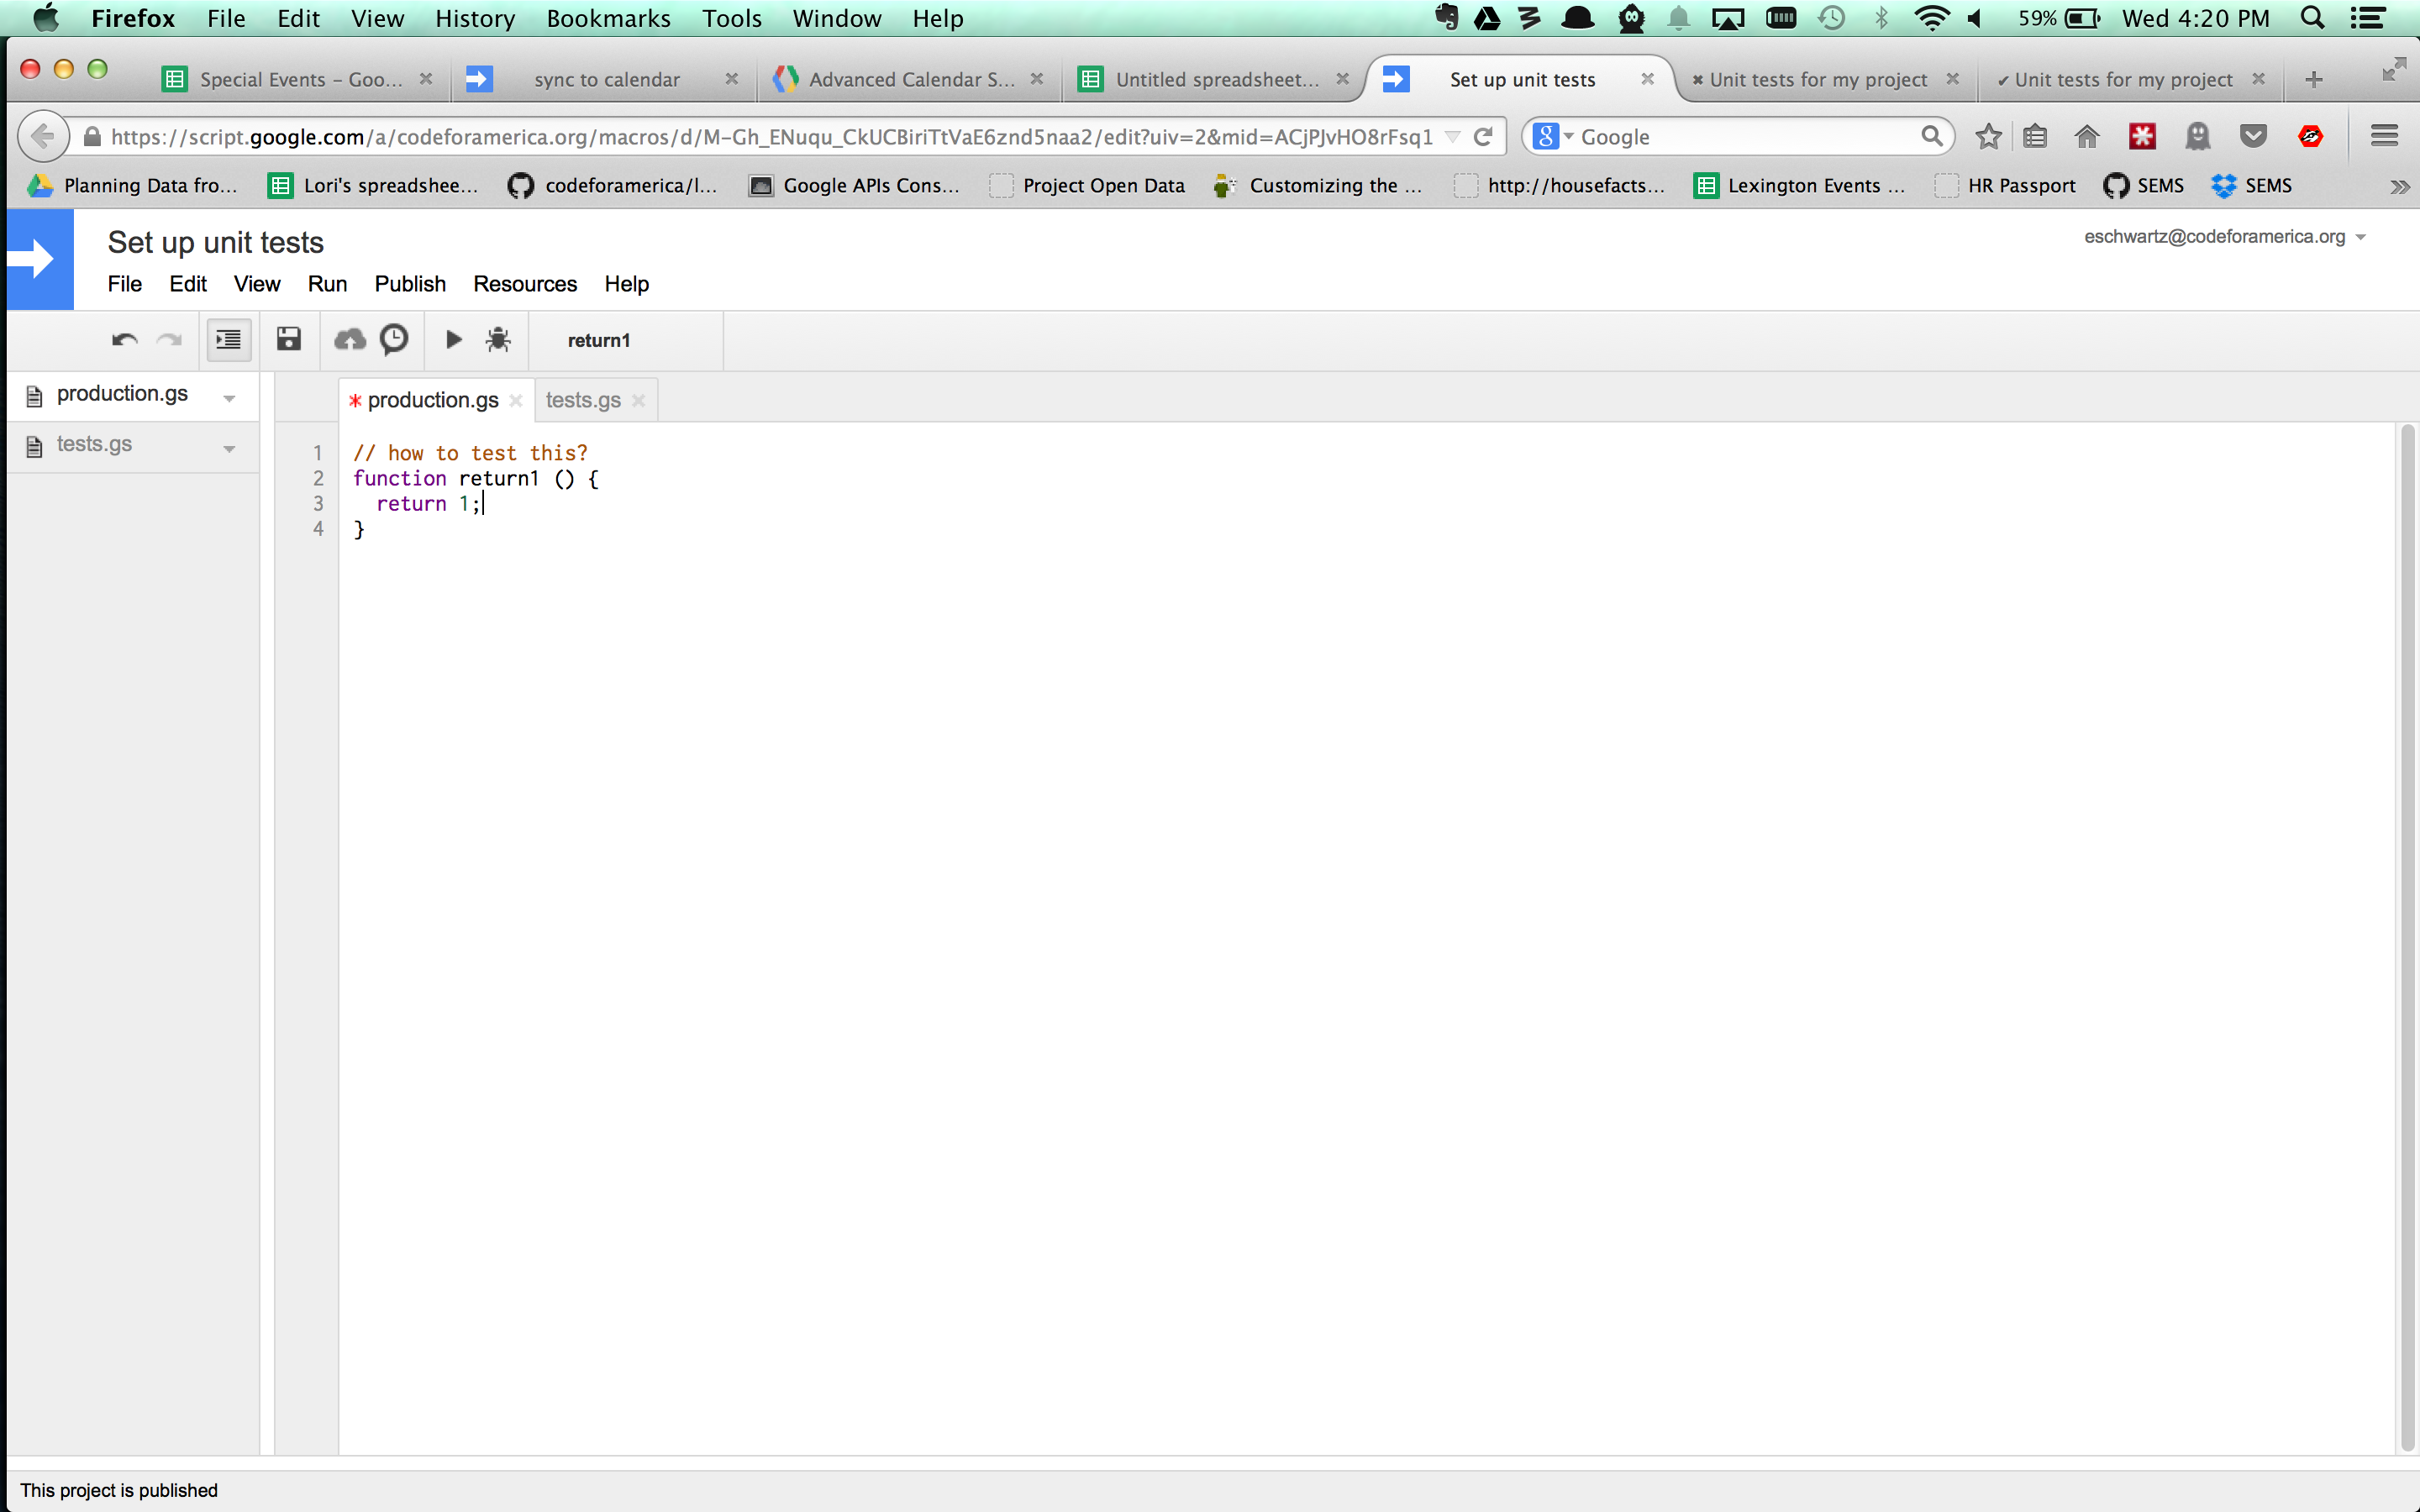 Firefox File Edit View History Bookmarks Tools Window Help 59% Wed 4:20 PM
Special Events – Goo... sync to calendar Advanced Calendar S... Untitled spreadsheet... Set up unit tests ✖ Unit tests for my project ✔ Unit tests for my project
https://script.google.com/a/codeforamerica.org/macros/d/M-Gh_ENuqu_CkUCBiriTtVaE6znd5naa2/edit?uiv=2&mid=ACjPJvHO8rFsq1 Google
Planning Data fro... Lori's spreadshee... codeforamerica/l... Google APIs Cons... Project Open Data Customizing the ... http://housefacts... Lexington Events ... HR Passport SEMS SEMS
Set up unit tests eschwartz@codeforamerica.org
File Edit View Run Publish Resources Help
return1
production.gs
tests.gs
* production.gs tests.gs
1 // how to test this?
2 function return1 () {
3 return 1;
4 }
This project is published